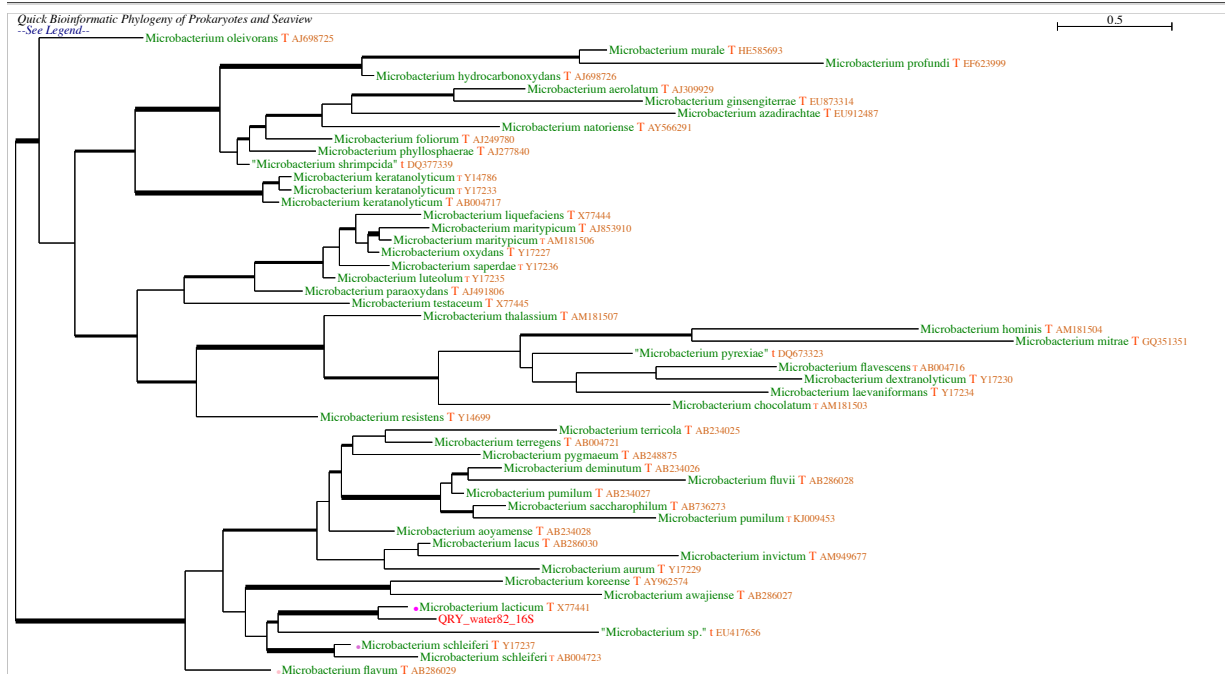 Quick Bioinformatic Phylogeny of Prokaryotes and Seaview
--See Legend--
0.5
Microbacterium oleivorans T AJ698725
Microbacterium murale T HE585693
Microbacterium profundi T EF623999
Microbacterium hydrocarbonoxydans T AJ698726
Microbacterium aerolatum T AJ309929
Microbacterium ginsengiterrae T EU873314
Microbacterium azadirachtae T EU912487
Microbacterium natoriense T AY566291
Microbacterium foliorum T AJ249780
Microbacterium phyllosphaerae T AJ277840
"Microbacterium shrimpcida" t DQ377339
Microbacterium keratanolyticum T Y14786
Microbacterium keratanolyticum T Y17233
Microbacterium keratanolyticum T AB004717
Microbacterium liquefaciens T X77444
Microbacterium maritypicum T AJ853910
Microbacterium maritypicum T AM181506
Microbacterium oxydans T Y17227
Microbacterium saperdae T Y17236
Microbacterium luteolum T Y17235
Microbacterium paraoxydans T AJ491806
Microbacterium testaceum T X77445
Microbacterium thalassium T AM181507
Microbacterium hominis T AM181504
Microbacterium mitrae T GQ351351
"Microbacterium pyrexiae" t DQ673323
Microbacterium flavescens T AB004716
Microbacterium dextranolyticum T Y17230
Microbacterium laevaniformans T Y17234
Microbacterium chocolatum T AM181503
Microbacterium resistens T Y14699
Microbacterium terricola T AB234025
Microbacterium terregens T AB004721
Microbacterium pygmaeum T AB248875
Microbacterium deminutum T AB234026
Microbacterium fluvii T AB286028
Microbacterium pumilum T AB234027
Microbacterium saccharophilum T AB736273
Microbacterium pumilum T KJ009453
Microbacterium aoyamense T AB234028
Microbacterium lacus T AB286030
Microbacterium invictum T AM949677
Microbacterium aurum T Y17229
Microbacterium koreense T AY962574
Microbacterium awajiense T AB286027
Microbacterium lacticum T X77441
QRY_water82_16S
"Microbacterium sp." t EU417656
Microbacterium schleiferi T Y17237
Microbacterium schleiferi T AB004723
Microbacterium flavum T AB286029